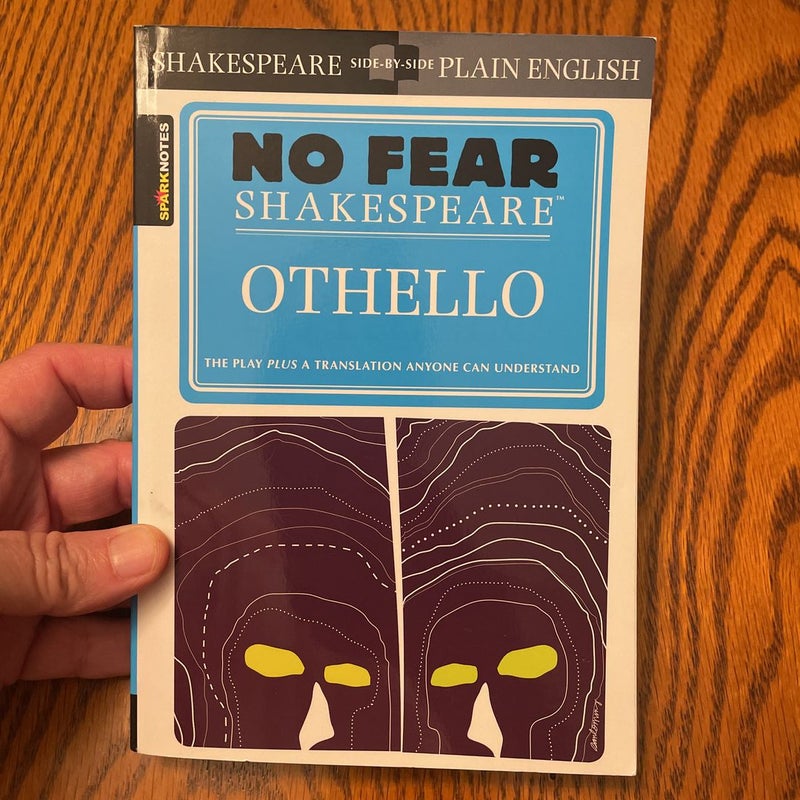 SHAKESPEARE SIDE-BY-SIDE PLAIN ENGLISH
SPARKNOTES
NO FEAR
SHAKESPEARE™
OTHELLO
THE PLAY PLUS A TRANSLATION ANYONE CAN UNDERSTAND